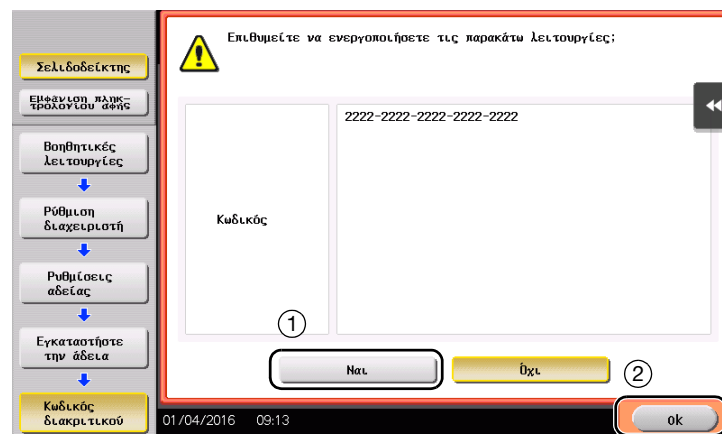 Σελιδοδείκτης
Εμφάνιση πληκ-
τρολογίου αφής
Βοηθητικές
λειτουργίες
Ρύθμιση
διαχειριστή
Ρυθμίσεις
αδείας
Εγκαταστήστε
την άδεια
Κωδικός
διακριτικού
Επιθυμείτε να ενεργοποιήσετε τις παρακάτω λειτουργίες;
2222-2222-2222-2222-2222
Κωδικός
1
Ναι
Όχι
2
01/04/2016 09:13
ok